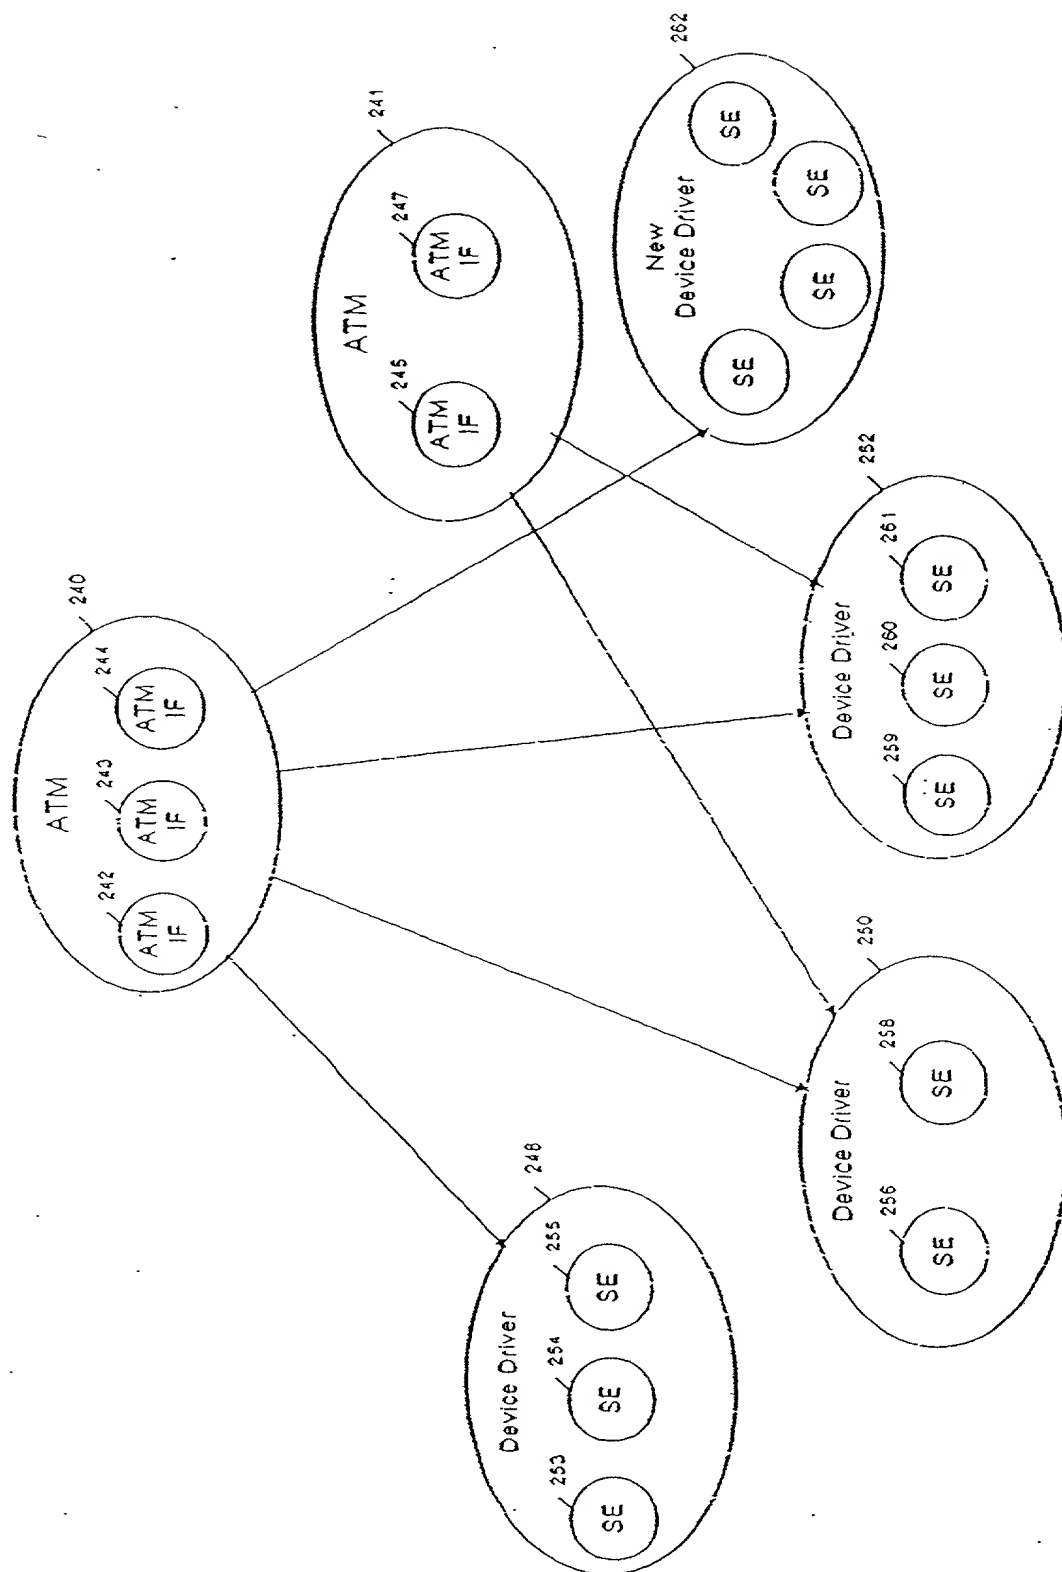 240
ATM
242
243
244
ATM
IF
ATM
IF
ATM
IF
241
ATM
245
247
ATM
IF
ATM
IF
248
Device Driver
253
254
255
SE
SE
SE
262
New
Device Driver
SE
SE
SE
SE
250
Device Driver
256
258
SE
SE
252
Device Driver
259
260
261
SE
SE
SE